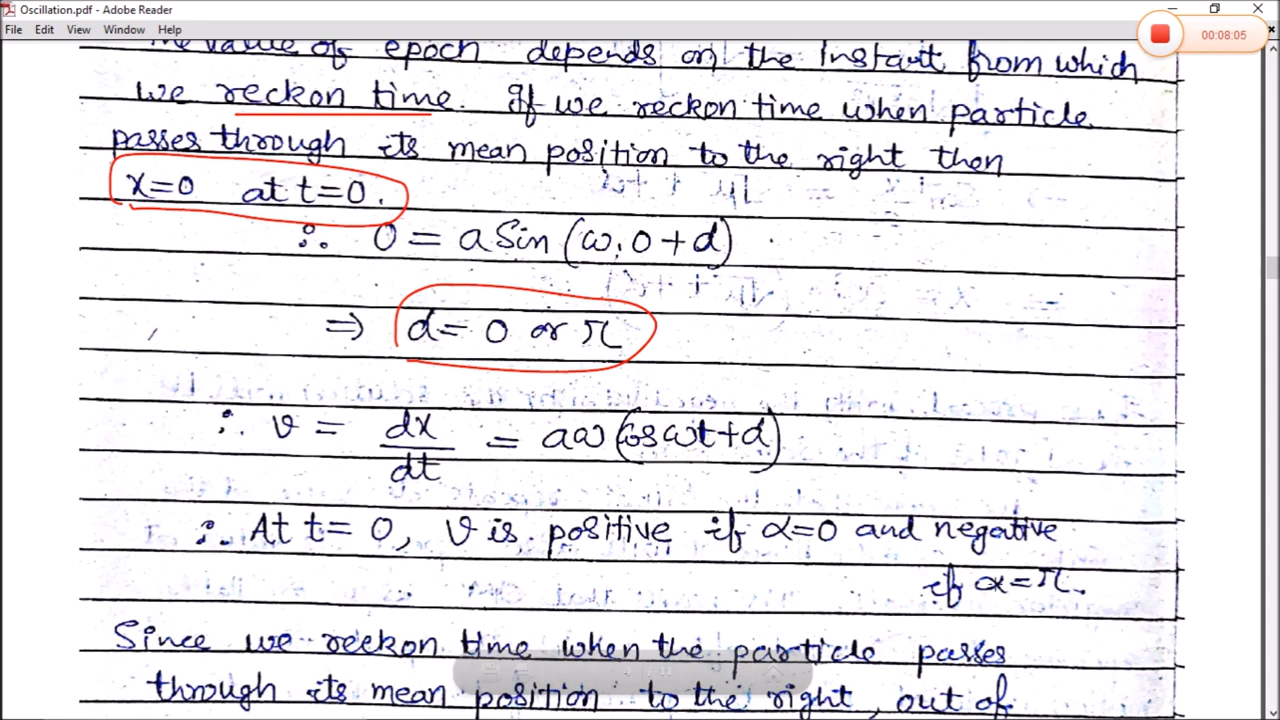 Oscillation.pdf - Adobe Reader
File Edit View Window Help
00:08:05
The value of epoch depends on the instant from which
we reckon time. If we reckon time when particle
passes through its mean position to the right then
x=0 at t=0.
∴ 0 = a Sin (ω.0+α)
⇒ α= 0 or π
∴ v = dx/dt = aω(cos ωt+α)
∴ At t= 0, v is positive if α=0 and negative
if α=π.
Since we reckon time when the particle passes
through its mean position to the right, out of